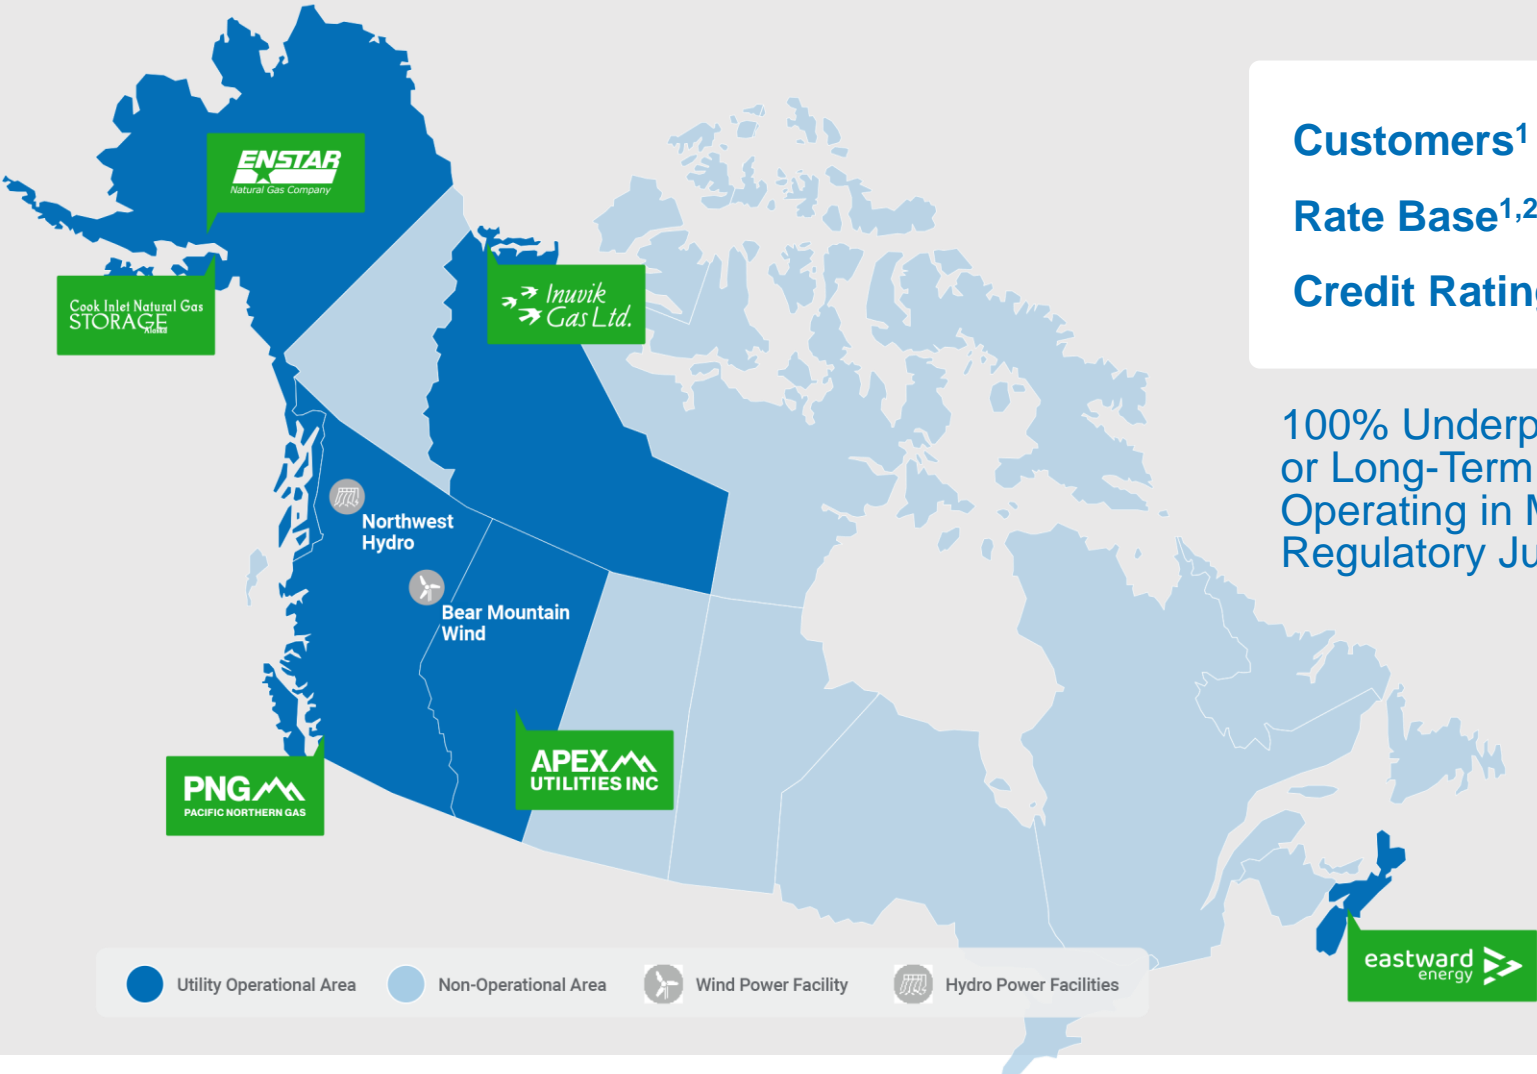 ENSTAR
Natural Gas Company
Cook Inlet Natural Gas
STORAGE
Alaska
Inuvik
Gas Ltd.
Customers¹
Rate Base¹,²
Credit Rating
100% Underp
or Long-Term
Operating in M
Regulatory Ju
Northwest
Hydro
Bear Mountain
Wind
PNG
PACIFIC NORTHERN GAS
APEX
UTILITIES INC
eastward
energy
Utility Operational Area
Non-Operational Area
Wind Power Facility
Hydro Power Facilities